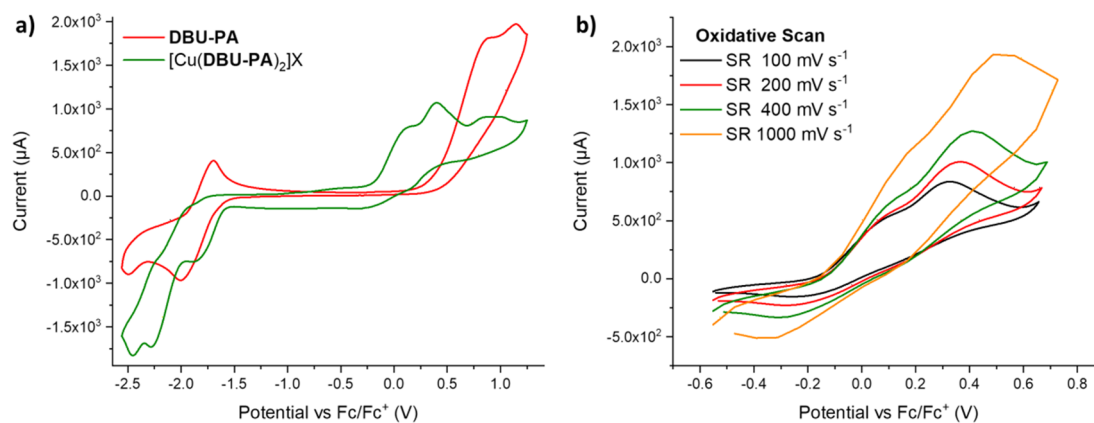 a)
DBU-PA
[Cu(DBU-PA)₂]X
Current (µA)
2.0x10³
1.5x10³
1.0x10³
5.0x10²
0.0
-5.0x10²
-1.0x10³
-1.5x10³
-2.5 -2.0 -1.5 -1.0 -0.5 0.0 0.5 1.0
Potential vs Fc/Fc⁺ (V)
b)
Oxidative Scan
SR 100 mV s⁻¹
SR 200 mV s⁻¹
SR 400 mV s⁻¹
SR 1000 mV s⁻¹
Current (µA)
2.0x10³
1.5x10³
1.0x10³
5.0x10²
0.0
-5.0x10²
-0.6 -0.4 -0.2 0.0 0.2 0.4 0.6 0.8
Potential vs Fc/Fc⁺ (V)